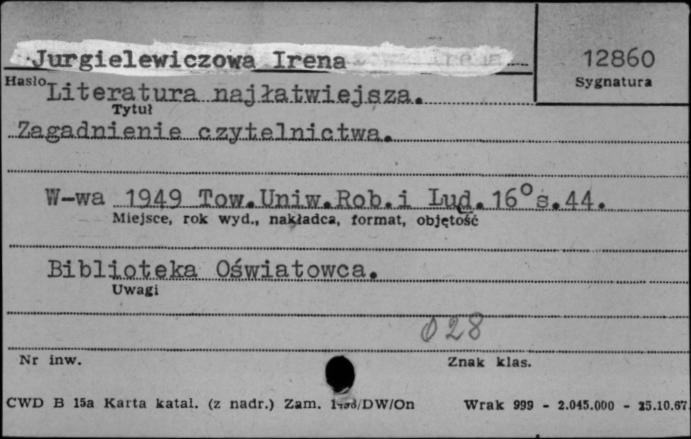 Jurgielewiczowa Irena
12860
Hasło
Sygnatura
Literatura najłatwiejsza.
Tytuł
Zagadnienie czytelnictwa.
W-wa 1949 Tow.Uniw.Rob.i Lud. 16° s.44.
Miejsce, rok wyd., nakładca, format, objętość
Biblioteka Oświatowca.
Uwagi
028
Nr inw.
Znak klas.
CWD B 15a Karta katal. (z nadr.) Zam. /DW/On Wrak 999 - 2.045.000 - 25.10.67.